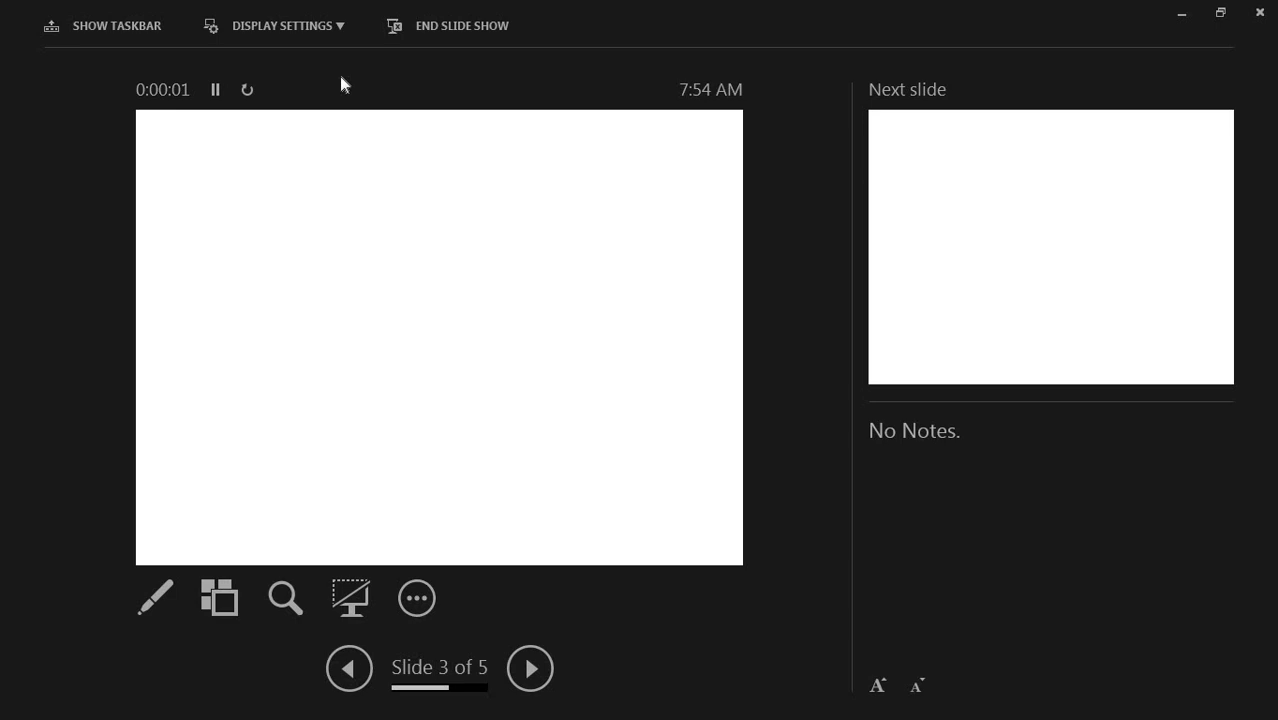 SHOW TASKBAR
DISPLAY SETTINGS ▼
END SLIDE SHOW
0:00:01
7:54 AM
Next slide
No Notes.
Slide 3 of 5
A A